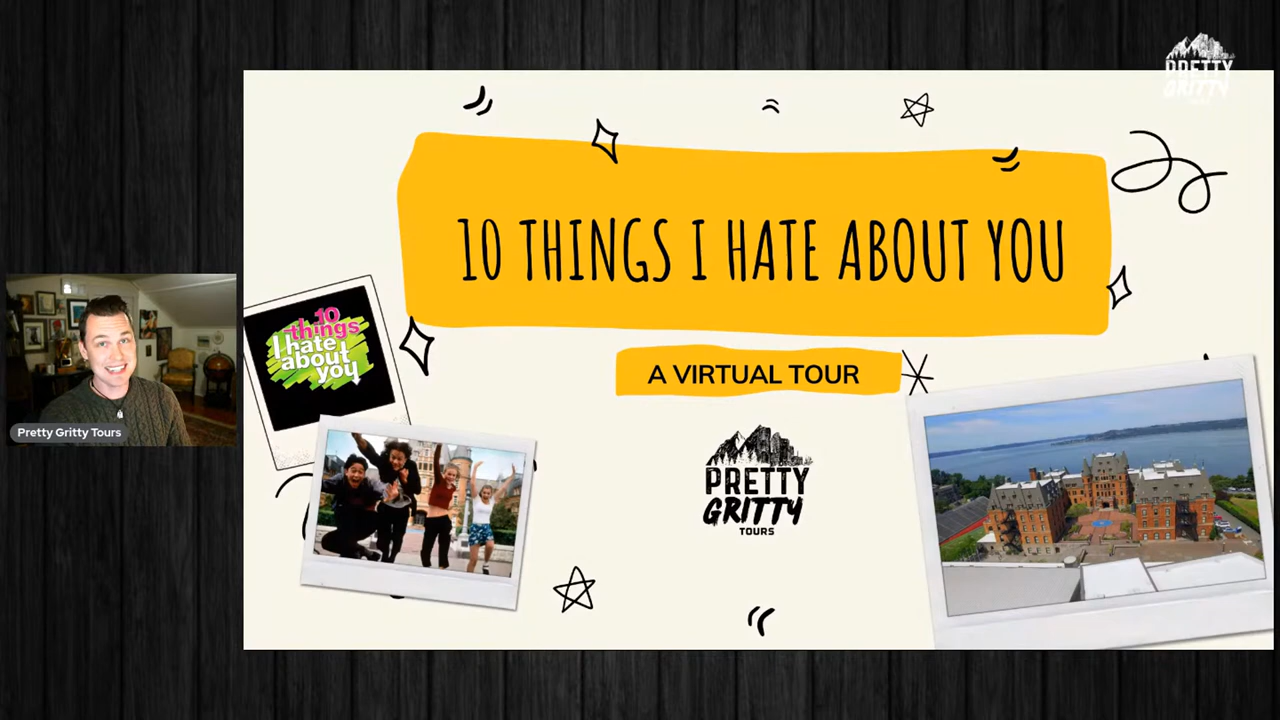 PRETTY
GRITTY
TOURS
10 THINGS I HATE ABOUT YOU
10
things
I hate
about
you
A VIRTUAL TOUR
Pretty Gritty Tours
PRETTY
GRITTY
TOURS